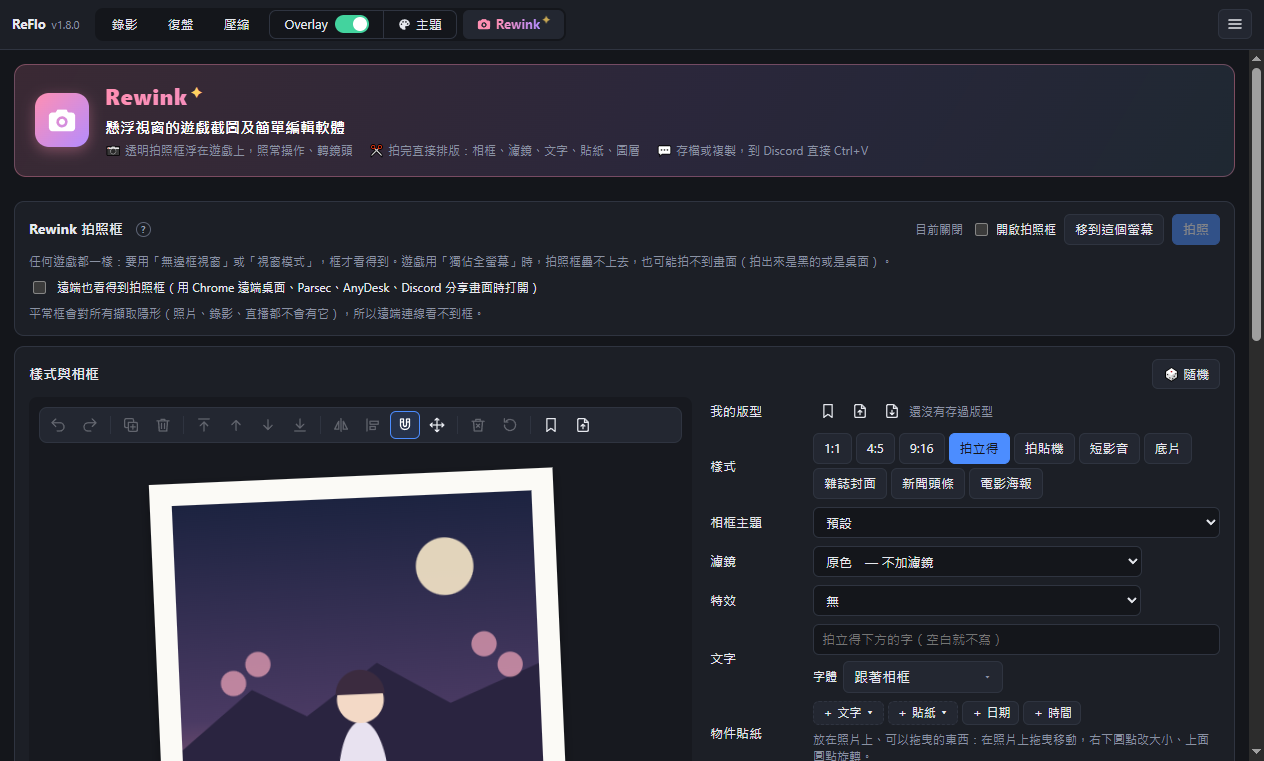 ReFlo v1.8.0 錄影 復盤 壓縮 Overlay 主題 Rewink
Rewink
懸浮視窗的遊戲截圖及簡單編輯軟體
透明拍照框浮在遊戲上，照常操作、轉鏡頭 拍完直接排版：相框、濾鏡、文字、貼紙、圖層 存檔或複製，到 Discord 直接 Ctrl+V
Rewink 拍照框 ? 目前關閉 開啟拍照框 移到這個螢幕 拍照
任何遊戲都一樣：要用「無邊框視窗」或「視窗模式」，框才看得到。遊戲用「獨佔全螢幕」時，拍照框疊不上去，也可能拍不到畫面（拍出來是黑的或是桌面）。
遠端也看得到拍照框（用 Chrome 遠端桌面、Parsec、AnyDesk、Discord 分享畫面時打開）
平常框會對所有擷取隱形（照片、錄影、直播都不會有它），所以遠端連線看不到框。
樣式與相框 隨機
我的版型 還沒有存過版型
樣式 1:1 4:5 9:16 拍立得 拍貼機 短影音 底片
雜誌封面 新聞頭條 電影海報
相框主題 預設
濾鏡 原色 — 不加濾鏡
特效 無
文字 拍立得下方的字（空白就不寫）
字體 跟著相框
物件貼紙 + 文字 + 貼紙 + 日期 + 時間
放在照片上、可以拖曳的東西：在照片上拖曳移動，右下圓點改大小、上面
圓點旋轉。